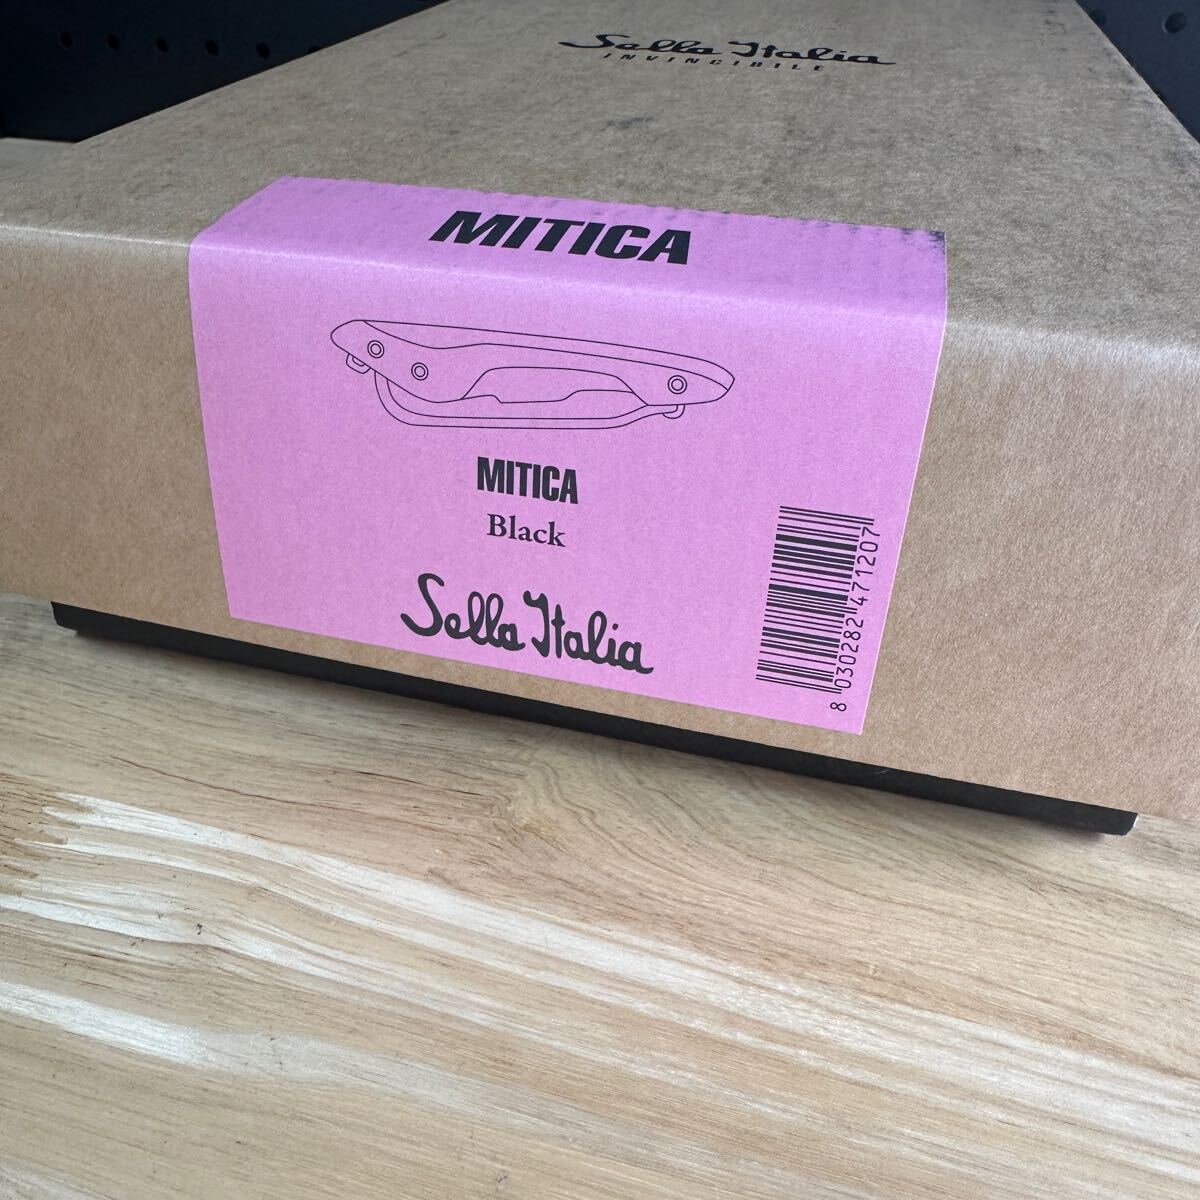 Sella Italia
INVINCIBILE
MITICA
MITICA
Black
Sella Italia
8 030282 471207